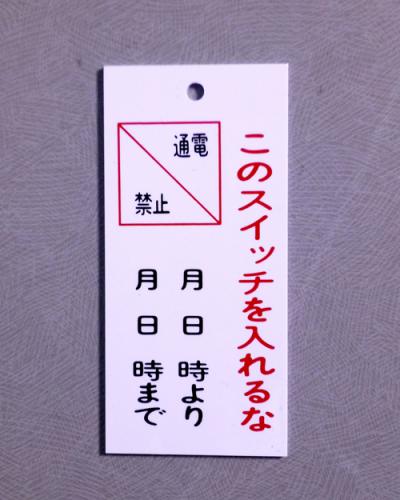 このスイッチを入れるな
通電
禁止
月 日 時より
月 日 時まで